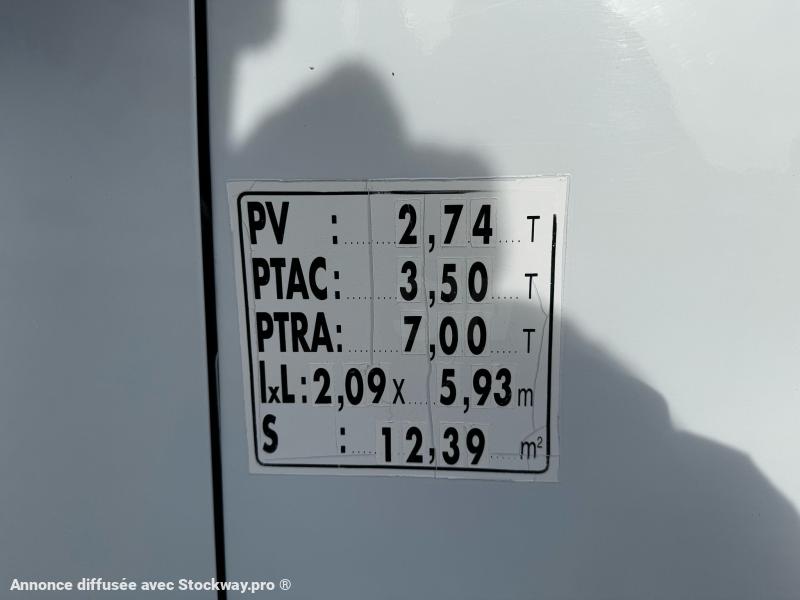 PV : 2,74 T
PTAC : 3,50 T
PTRA : 7,00 T
lxL : 2,09 x 5,93 m
S : 12,39 m²
Annonce diffusée avec Stockway.pro ®